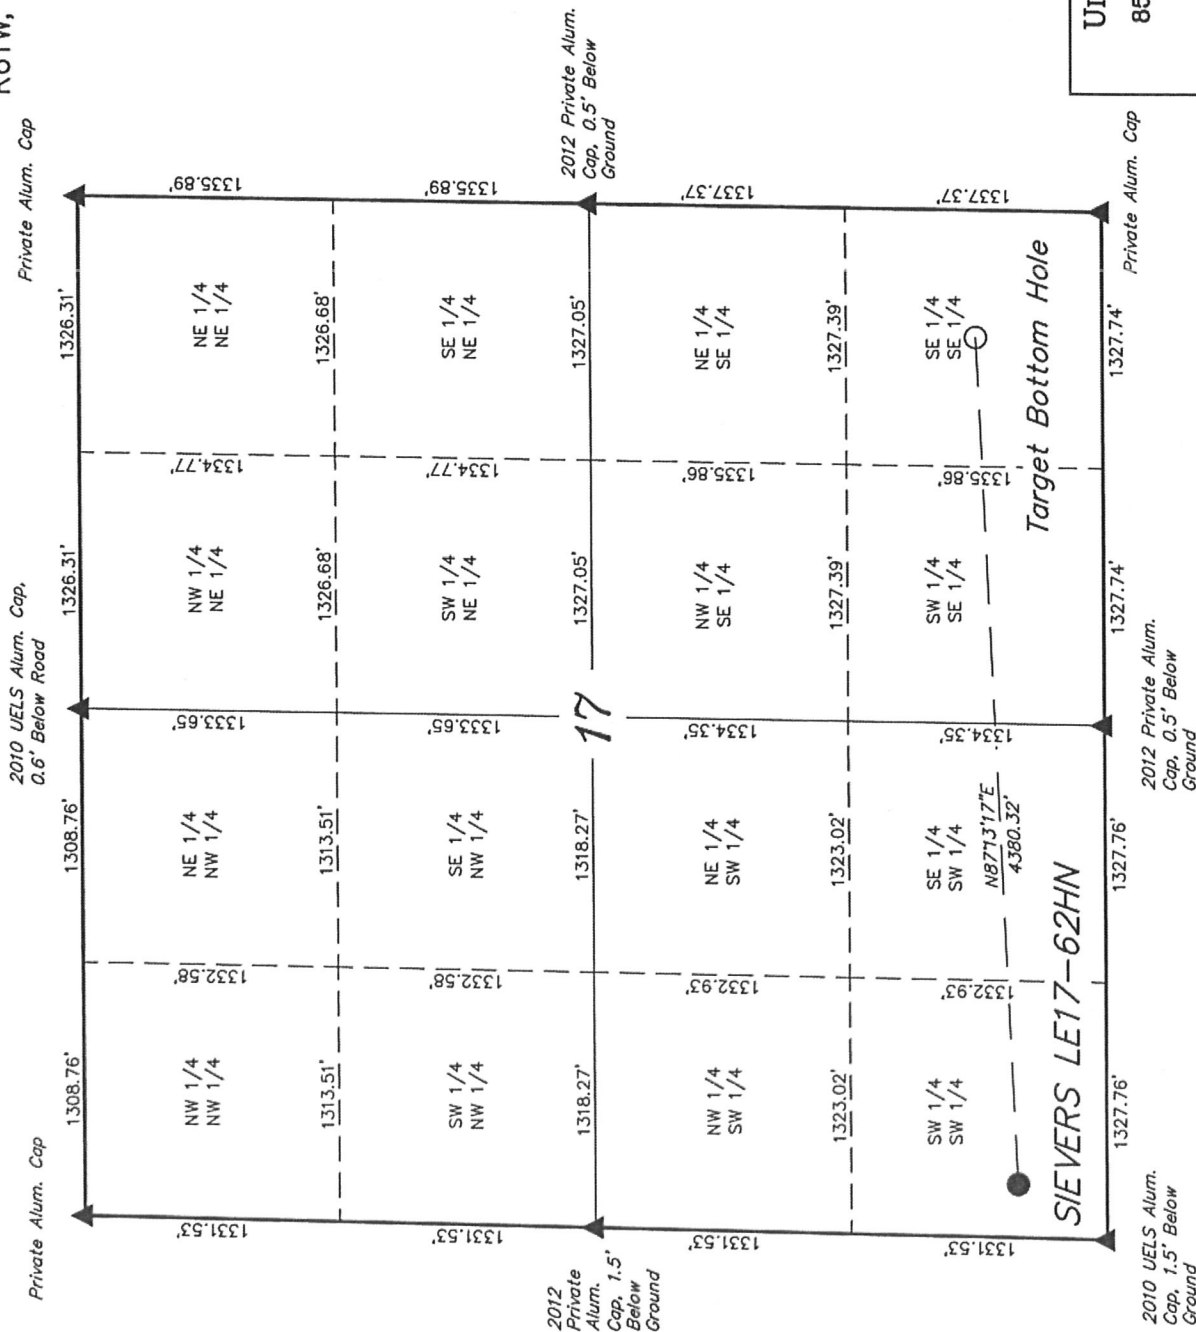 R61W,
Private Alum. Cap
2010 UELS Alum. Cap,
0.6' Below Road
Private Alum. Cap
1308.76'
1308.76'
1326.31'
1326.31'
1331.53'
NW 1/4
NW 1/4
1332.58'
NE 1/4
NW 1/4
1333.65'
NW 1/4
NE 1/4
1334.77'
NE 1/4
NE 1/4
1335.89'
1313.51'
1313.51'
1326.68'
1326.68'
1331.53'
SW 1/4
NW 1/4
1332.58'
SE 1/4
NW 1/4
1333.65'
SW 1/4
NE 1/4
1334.77'
SE 1/4
NE 1/4
1335.89'
2012
Private
Alum.
Cap, 1.5'
Below
Ground
1318.27'
1318.27'
17
1327.05'
1327.05'
2012 Private Alum.
Cap, 0.5' Below
Ground
1331.53'
NW 1/4
SW 1/4
1332.93'
NE 1/4
SW 1/4
1334.35'
NW 1/4
SE 1/4
1335.86'
NE 1/4
SE 1/4
1337.37'
1323.02'
1323.02'
1327.39'
1327.39'
1331.53'
SW 1/4
SW 1/4
1332.93'
SE 1/4
SW 1/4
N87°13'17"E
4380.32'
1334.35'
SW 1/4
SE 1/4
1335.86'
SE 1/4
SE 1/4
1337.37'
SIEVERS LE17-62HN
Target Bottom Hole
1327.76'
1327.76'
1327.74'
1327.74'
2010 UELS Alum.
Cap, 1.5' Below
Ground
2012 Private Alum.
Cap, 0.5' Below
Ground
Private Alum. Cap
85